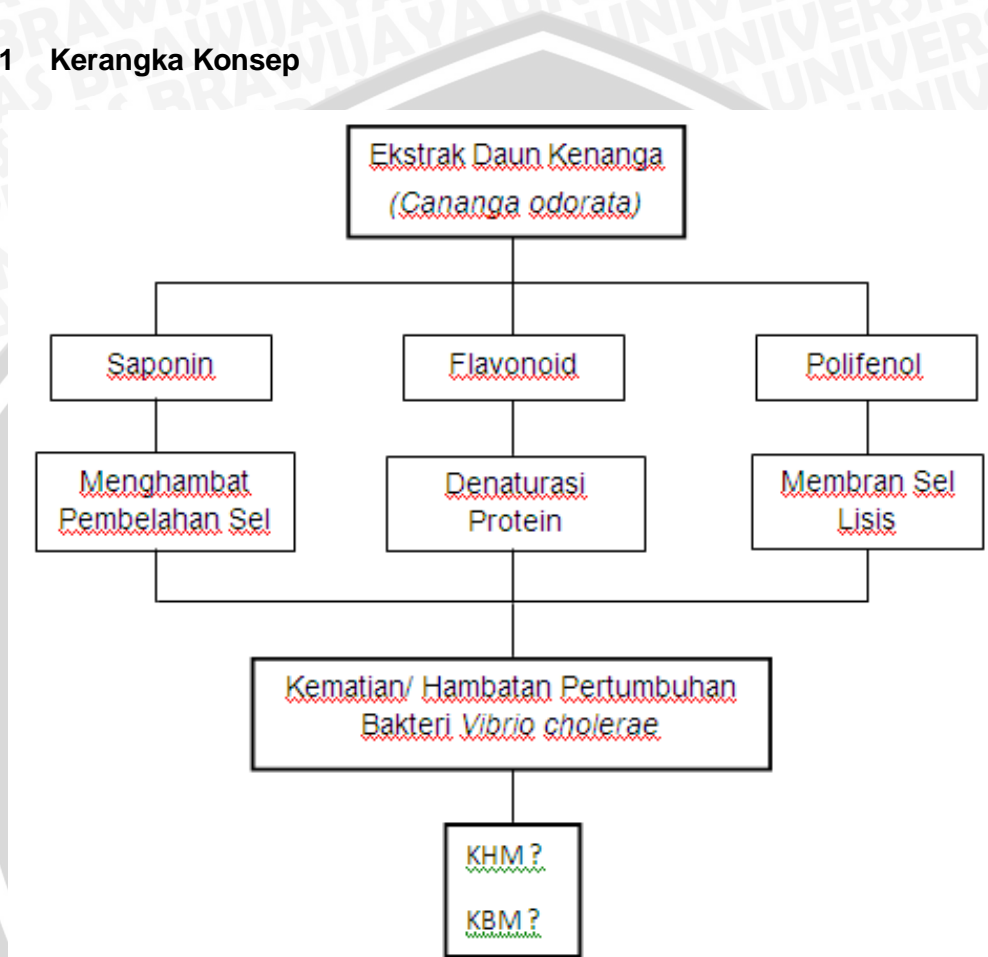 1 Kerangka Konsep
Ekstrak Daun Kenanga
(Cananga odorata)
Saponin
Flavonoid
Polifenol
Menghambat
Pembelahan Sel
Denaturasi
Protein
Membran Sel
Lisis
Kematian/ Hambatan Pertumbuhan
Bakteri Vibrio cholerae
KHM ?
KBM ?